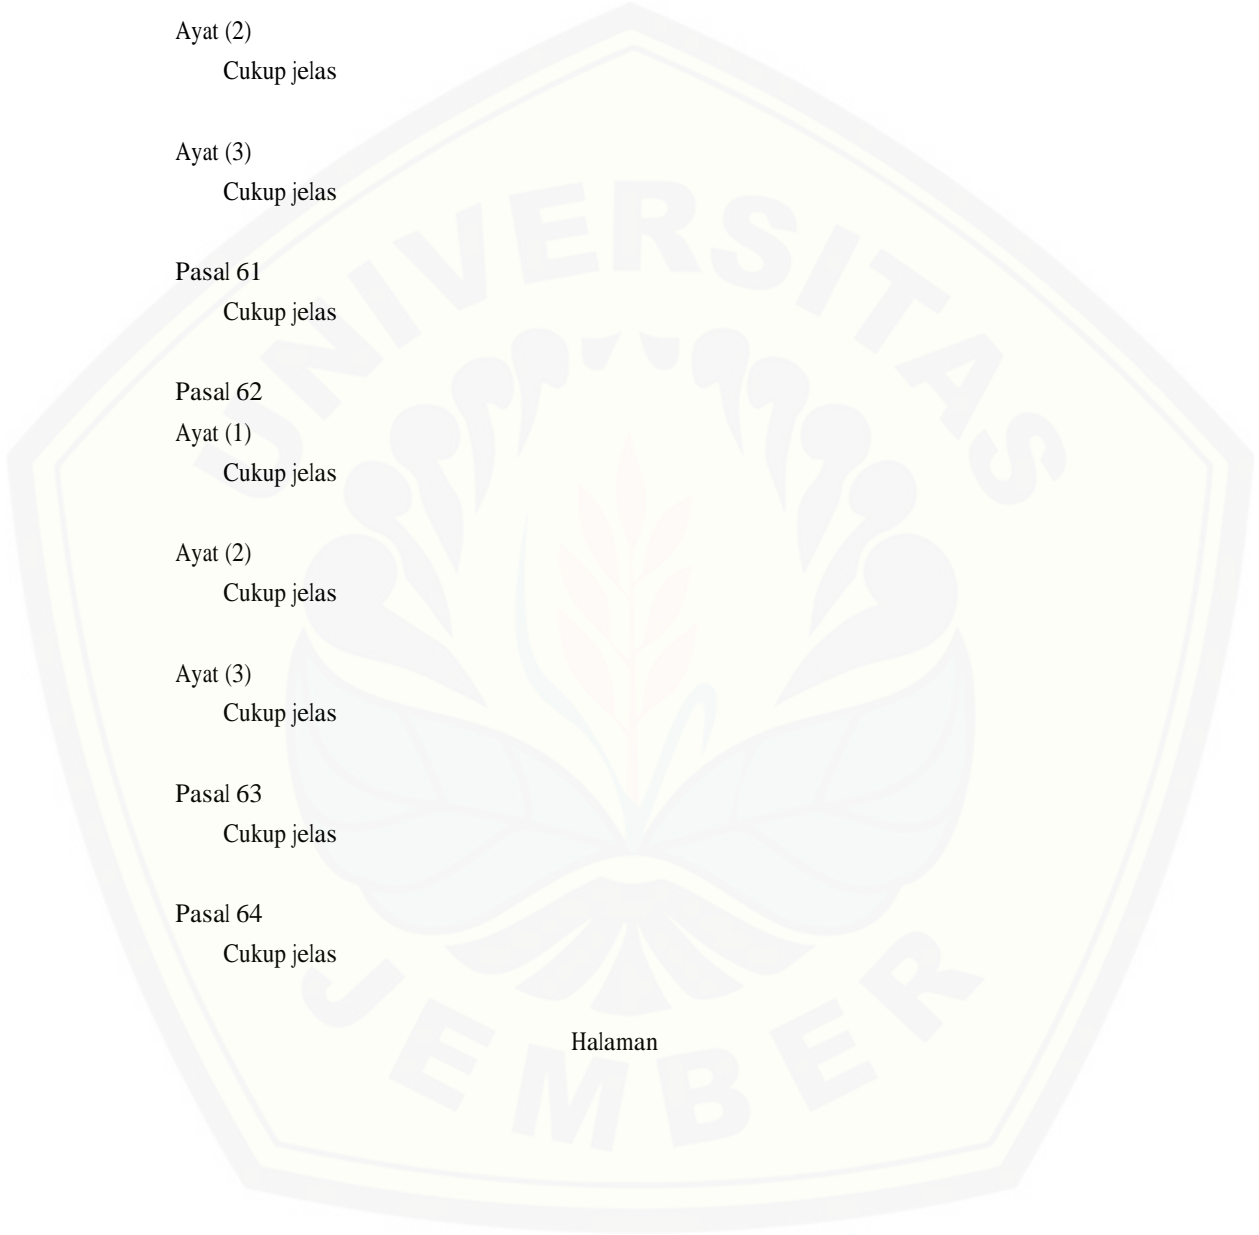 Ayat (2)
Cukup jelas
Ayat (3)
Cukup jelas
Pasal 61
Cukup jelas
Pasal 62
Ayat (1)
Cukup jelas
Ayat (2)
Cukup jelas
Ayat (3)
Cukup jelas
Pasal 63
Cukup jelas
Pasal 64
Cukup jelas
Halaman
UNIVERSITAS
JEMBER